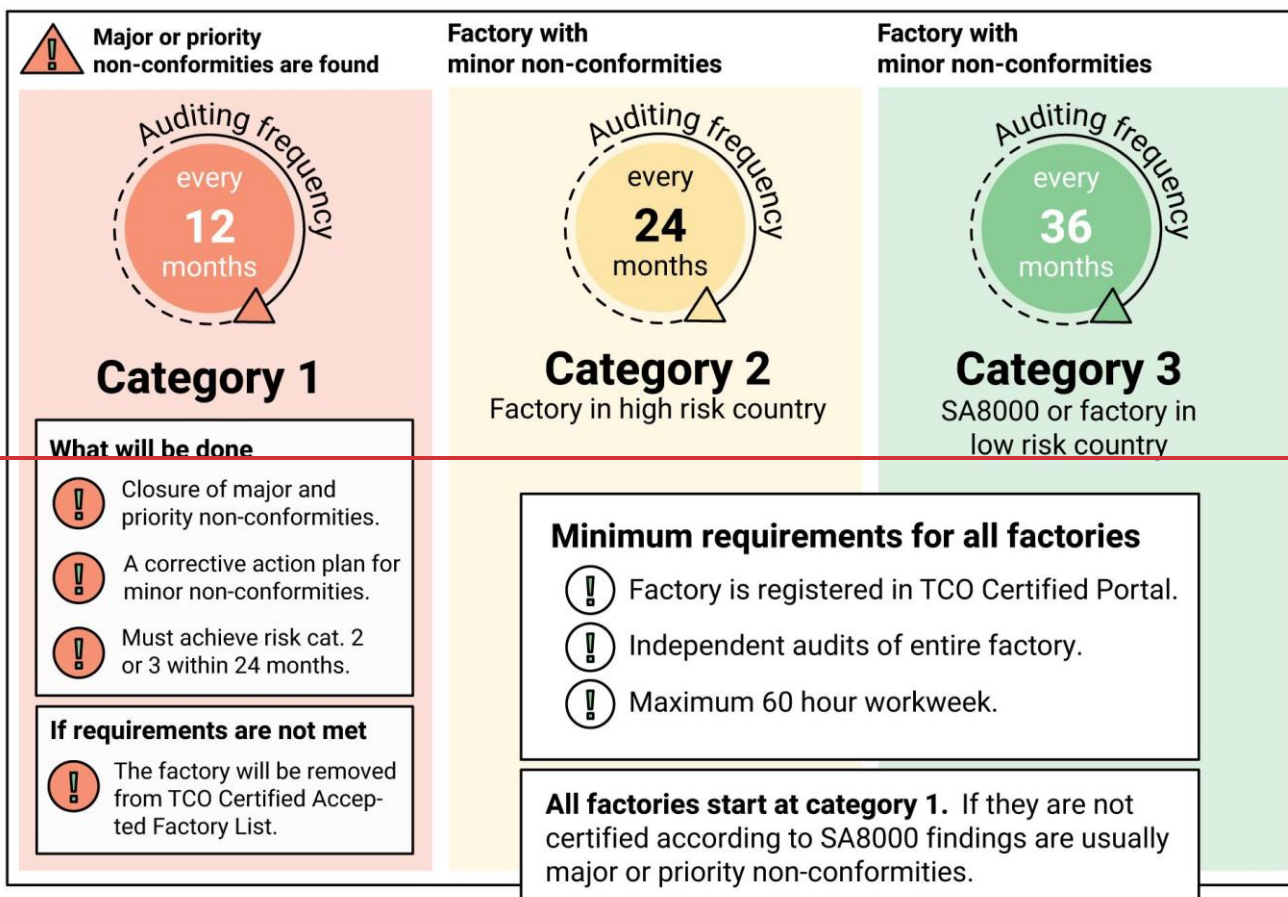 Major or priority
non-conformities are found
Auditing frequency
every
12
months
Category 1
What will be done
Closure of major and
priority non-conformities.
A corrective action plan for
minor non-conformities.
Must achieve risk cat. 2
or 3 within 24 months.
If requirements are not met
The factory will be removed
from TCO Certified Accep-
ted Factory List.
Factory with
minor non-conformities
Auditing frequency
every
24
months
Category 2
Factory in high risk country
Factory with
minor non-conformities
Auditing frequency
every
36
months
Category 3
SA8000 or factory in
low risk country
Minimum requirements for all factories
Factory is registered in TCO Certified Portal.
Independent audits of entire factory.
Maximum 60 hour workweek.
All factories start at category 1. If they are not
certified according to SA8000 findings are usually
major or priority non-conformities.